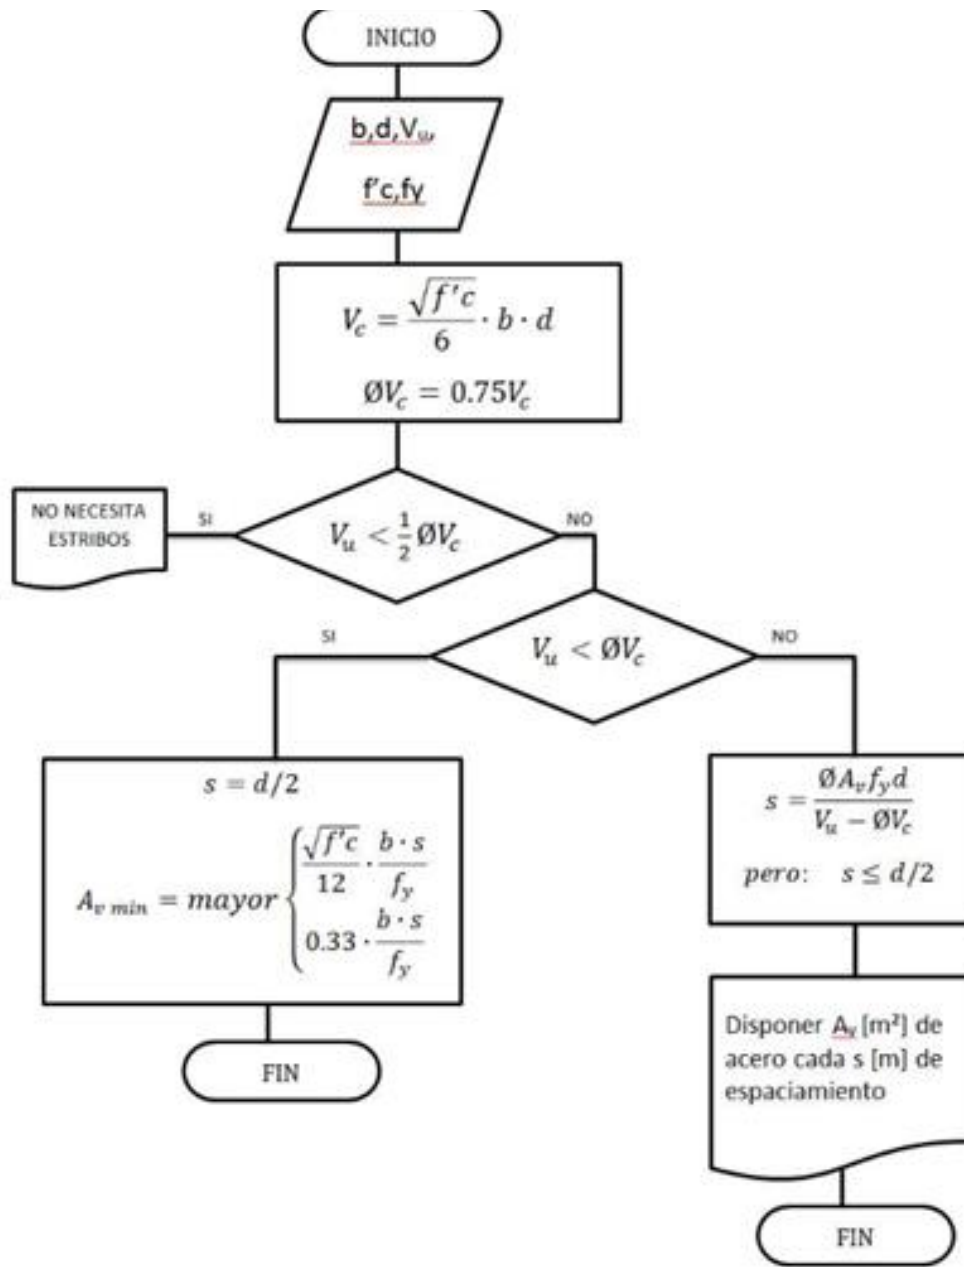 INICIO
b,d,Vᵤ,
f'c,fy
V_c = √f'c / 6 · b · d
ØV_c = 0.75V_c
NO NECESITA
ESTRIBOS
SI
V_u < 1/2 ØV_c
NO
SI
V_u < ØV_c
NO
s = d/2
A_v min = mayor { √f'c / 12 · b · s / f_y
0.33 · b · s / f_y
FIN
s = ØA_v f_y d / V_u − ØV_c
pero: s ≤ d/2
Disponer A_v [m²] de
acero cada s [m] de
espaciamiento
FIN